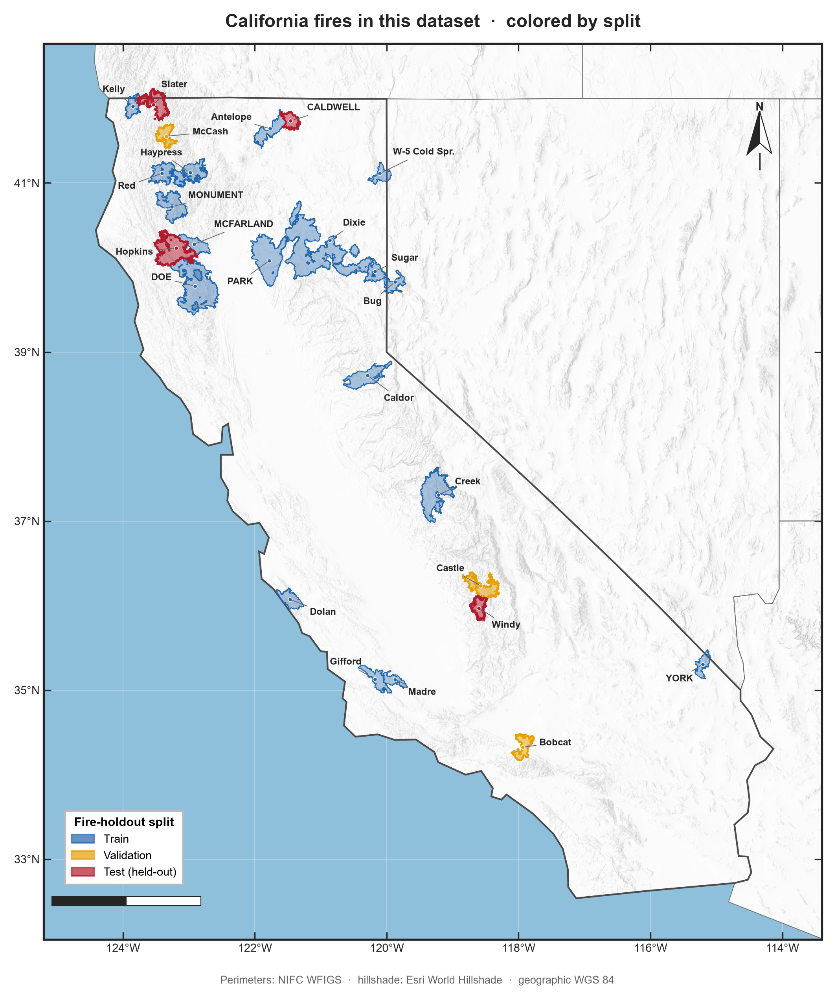 California fires in this dataset · colored by split
Kelly
Slater
CALDWELL
Antelope
McCash
Haypress
Red
W-5 Cold Spr.
N
41°N
MONUMENT
MCFARLAND
Dixie
Hopkins
Sugar
DOE
PARK
Bug
39°N
Caldor
37°N
Creek
Castle
Dolan
Windy
Gifford
Madre
YORK
35°N
Bobcat
Fire-holdout split
Train
Validation
Test (held-out)
33°N
124°W 122°W 120°W 118°W 116°W 114°W
Perimeters: NIFC WFIGS · hillshade: Esri World Hillshade · geographic WGS 84